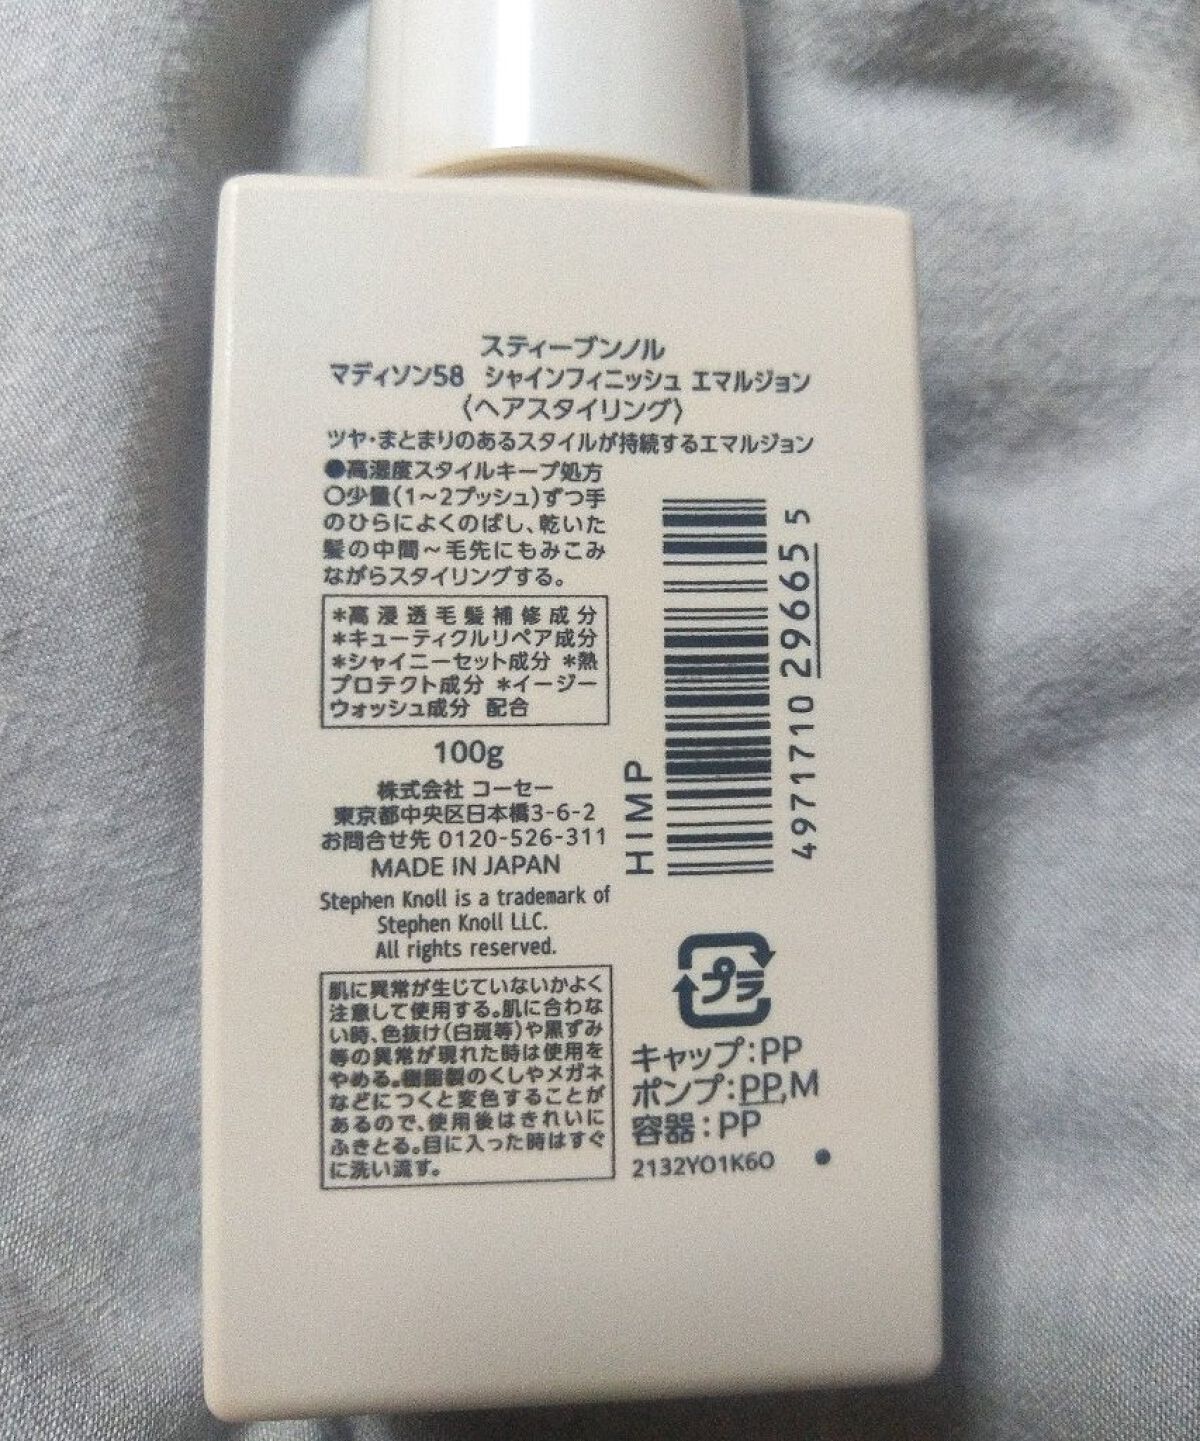 スティーブンノル
マディソン58 シャインフィニッシュ エマルジョン
〈ヘアスタイリング〉
ツヤ・まとまりのあるスタイルが持続するエマルジョン
●高湿度スタイルキープ処方
○少量(1～2プッシュ)ずつ手
のひらによくのばし、乾いた
髪の中間～毛先にもみこみ
ながらスタイリングする。
*高浸透毛髪補修成分
*キューティクルリペア成分
*シャイニーセット成分 *熱
プロテクト成分 *イージー
ウォッシュ成分 配合
100g
株式会社 コーセー
東京都中央区日本橋3-6-2
お問合せ先 0120-526-311
MADE IN JAPAN
Stephen Knoll is a trademark of
Stephen Knoll LLC.
All rights reserved.
肌に異常が生じていないかよく
注意して使用する。肌に合わな
い時、色抜け(白斑等)や黒ずみ
等の異常が現れた時は使用を
やめる。樹脂製のくしやメガネ
などにつくと変色することが
あるので、使用後はきれいに
ふきとる。目に入った時はすぐ
に洗い流す。
HIMP
4971710 29665 5
プラ
キャップ:PP
ポンプ:PP,M
容器:PP
2132YO1K6O